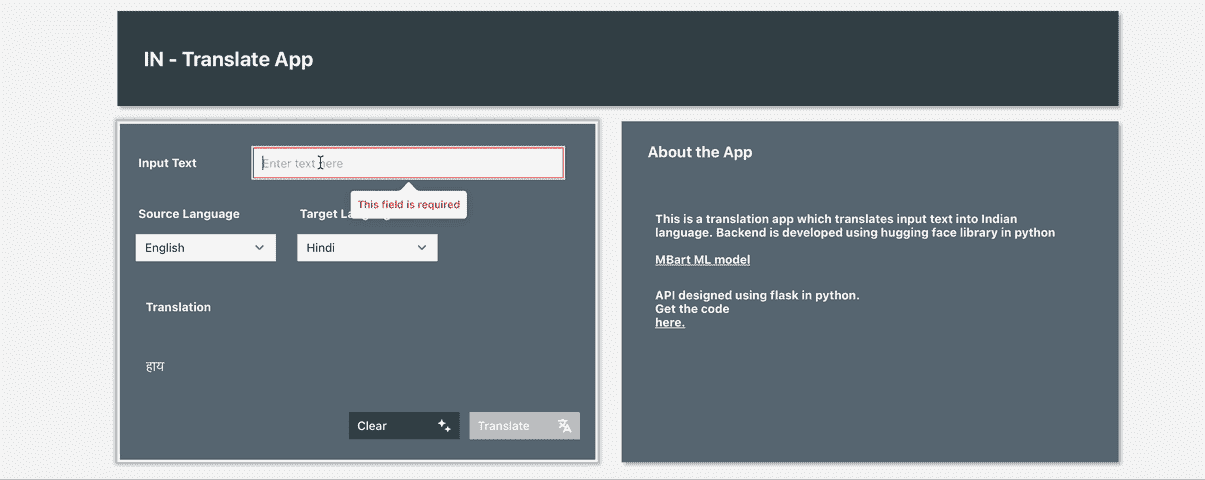 IN - Translate App
Input Text
Enter text here
This field is required
Source Language
Target Language
English
Hindi
Translation
हाय
Clear
Translate
About the App
This is a translation app which translates input text into Indian
language. Backend is developed using hugging face library in python
MBart ML model
API designed using flask in python.
Get the code
here.